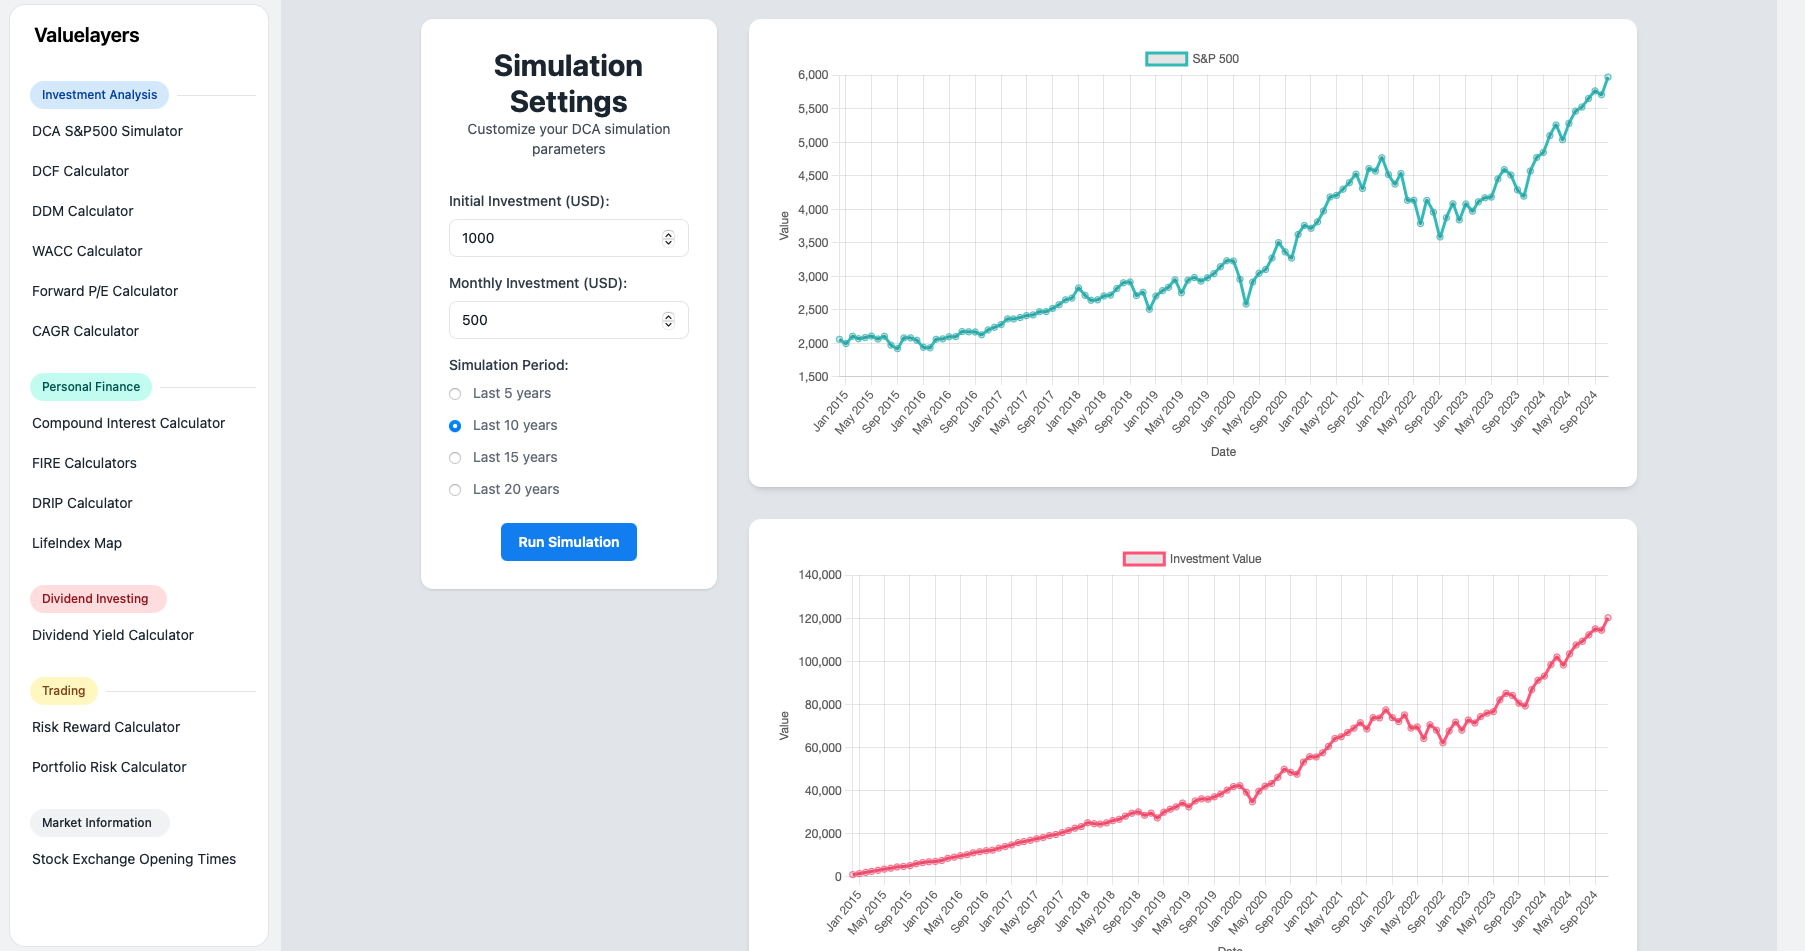 Valuelayers
Investment Analysis
DCA S&P500 Simulator
DCF Calculator
DDM Calculator
WACC Calculator
Forward P/E Calculator
CAGR Calculator
Personal Finance
Compound Interest Calculator
FIRE Calculators
DRIP Calculator
LifeIndex Map
Dividend Investing
Dividend Yield Calculator
Trading
Risk Reward Calculator
Portfolio Risk Calculator
Market Information
Stock Exchange Opening Times
Simulation
Settings
Customize your DCA simulation
parameters
Initial Investment (USD):
1000
Monthly Investment (USD):
500
Simulation Period:
Last 5 years
Last 10 years
Last 15 years
Last 20 years
Run Simulation
S&P 500
6,000
5,500
5,000
4,500
4,000
3,500
3,000
2,500
2,000
1,500
Value
Jan 2015
May 2015
Sep 2015
Jan 2016
May 2016
Sep 2016
Jan 2017
May 2017
Sep 2017
Jan 2018
May 2018
Sep 2018
Jan 2019
May 2019
Sep 2019
Jan 2020
May 2020
Sep 2020
Jan 2021
May 2021
Sep 2021
Jan 2022
May 2022
Sep 2022
Jan 2023
May 2023
Sep 2023
Jan 2024
May 2024
Sep 2024
Date
Investment Value
140,000
120,000
100,000
80,000
60,000
40,000
20,000
0
Value
Jan 2015
May 2015
Sep 2015
Jan 2016
May 2016
Sep 2016
Jan 2017
May 2017
Sep 2017
Jan 2018
May 2018
Sep 2018
Jan 2019
May 2019
Sep 2019
Jan 2020
May 2020
Sep 2020
Jan 2021
May 2021
Sep 2021
Jan 2022
May 2022
Sep 2022
Jan 2023
May 2023
Sep 2023
Jan 2024
May 2024
Sep 2024
Date